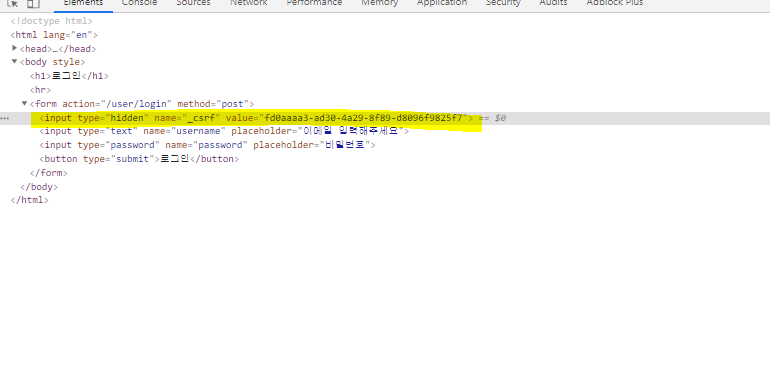 Elements Console Sources Network Performance Memory Application Security Audits Adblock Plus
<!doctype html>
<html lang="en">
<head>…</head>
<body style>
<h1>로그인</h1>
<hr>
<form action="/user/login" method="post">
<input type="hidden" name="_csrf" value="fd0aaaa3-ad30-4a29-8f89-d8096f9825f7"> == $0
<input type="text" name="username" placeholder="이메일 입력해주세요">
<input type="password" name="password" placeholder="비밀번호">
<button type="submit">로그인</button>
</form>
</body>
</html>